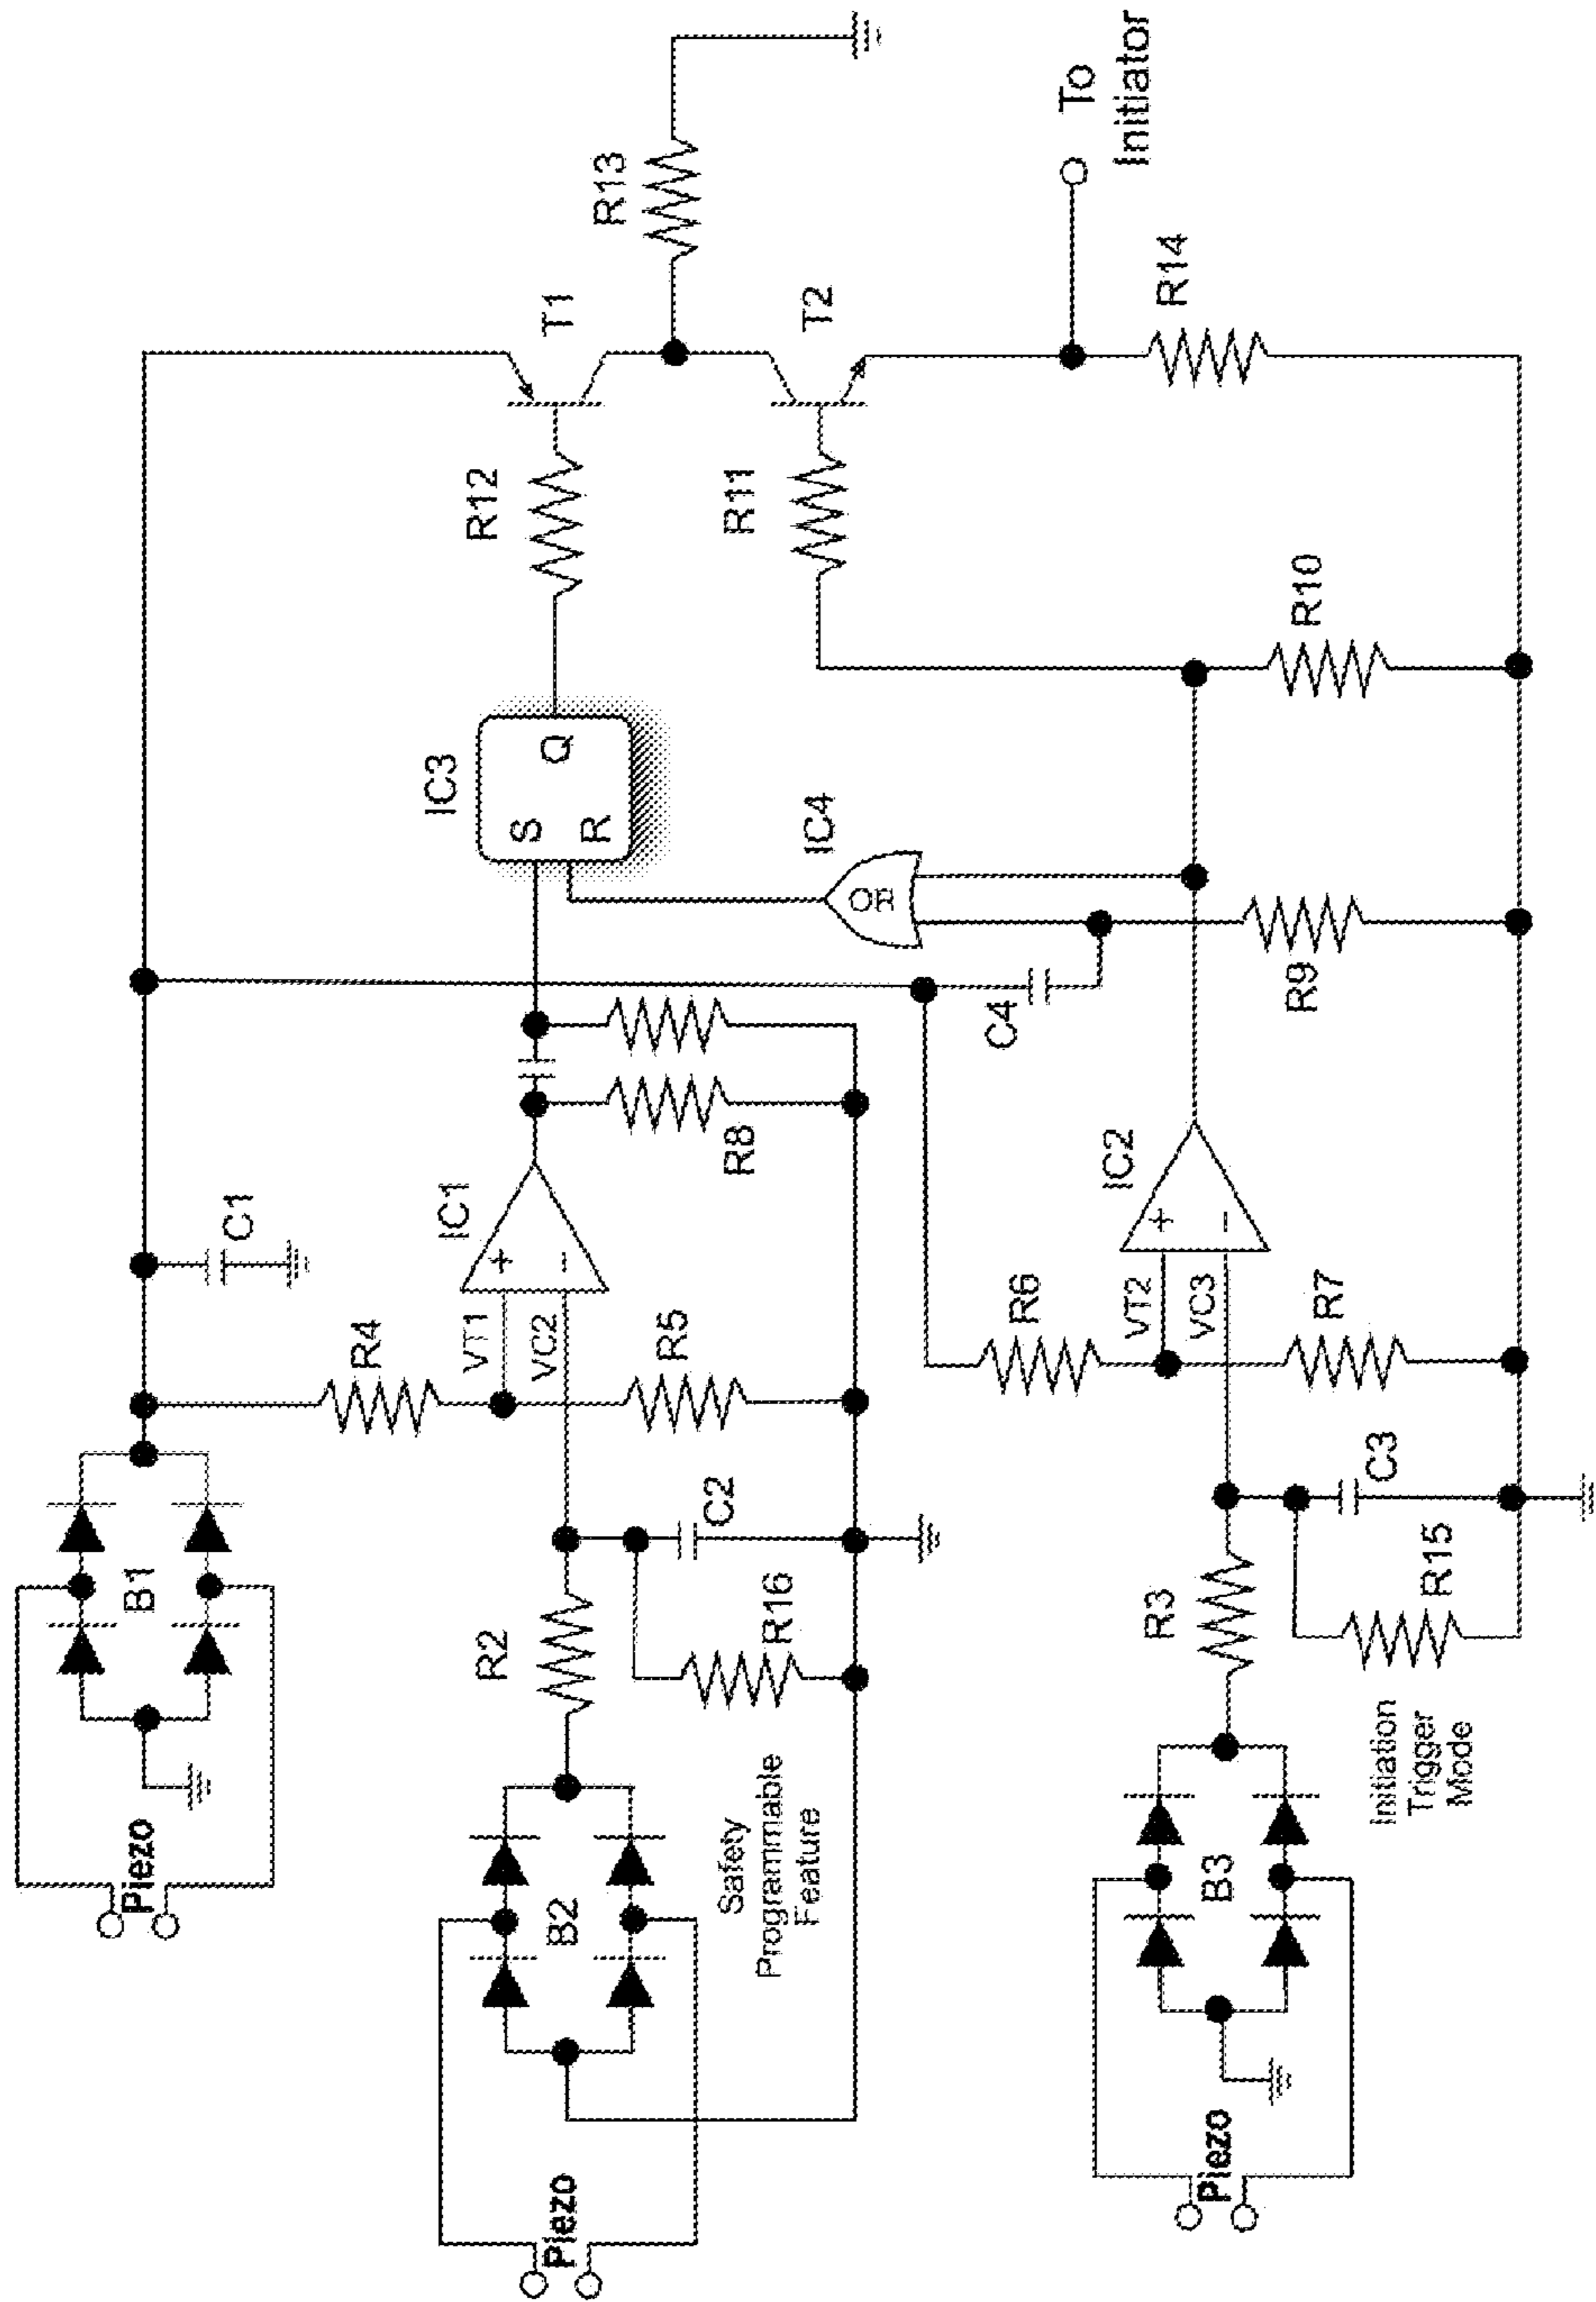 Piezo
B1
C1
R4
VT1
VC2
R5
IC1
+
−
R8
IC3
S
R
Q
R12
T1
R13
Piezo
B2
R2
R16
C2
Safety
Programmable
Feature
C4
IC4
OR
R11
T2
To
Initiator
R14
R10
R9
Piezo
B3
R3
R15
C3
Initiation
Trigger
Mode
R6
VT2
VC3
R7
IC2
+
−